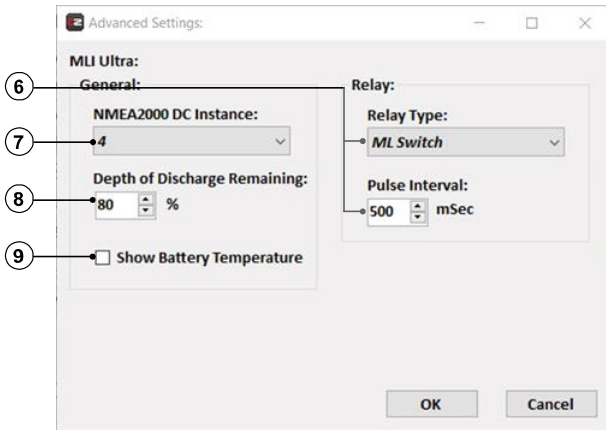 Advanced Settings:
MLI Ultra:
General:
NMEA2000 DC Instance:
4
Depth of Discharge Remaining:
80 %
Show Battery Temperature
Relay:
Relay Type:
ML Switch
Pulse Interval:
500 mSec
OK Cancel
6
7
8
9